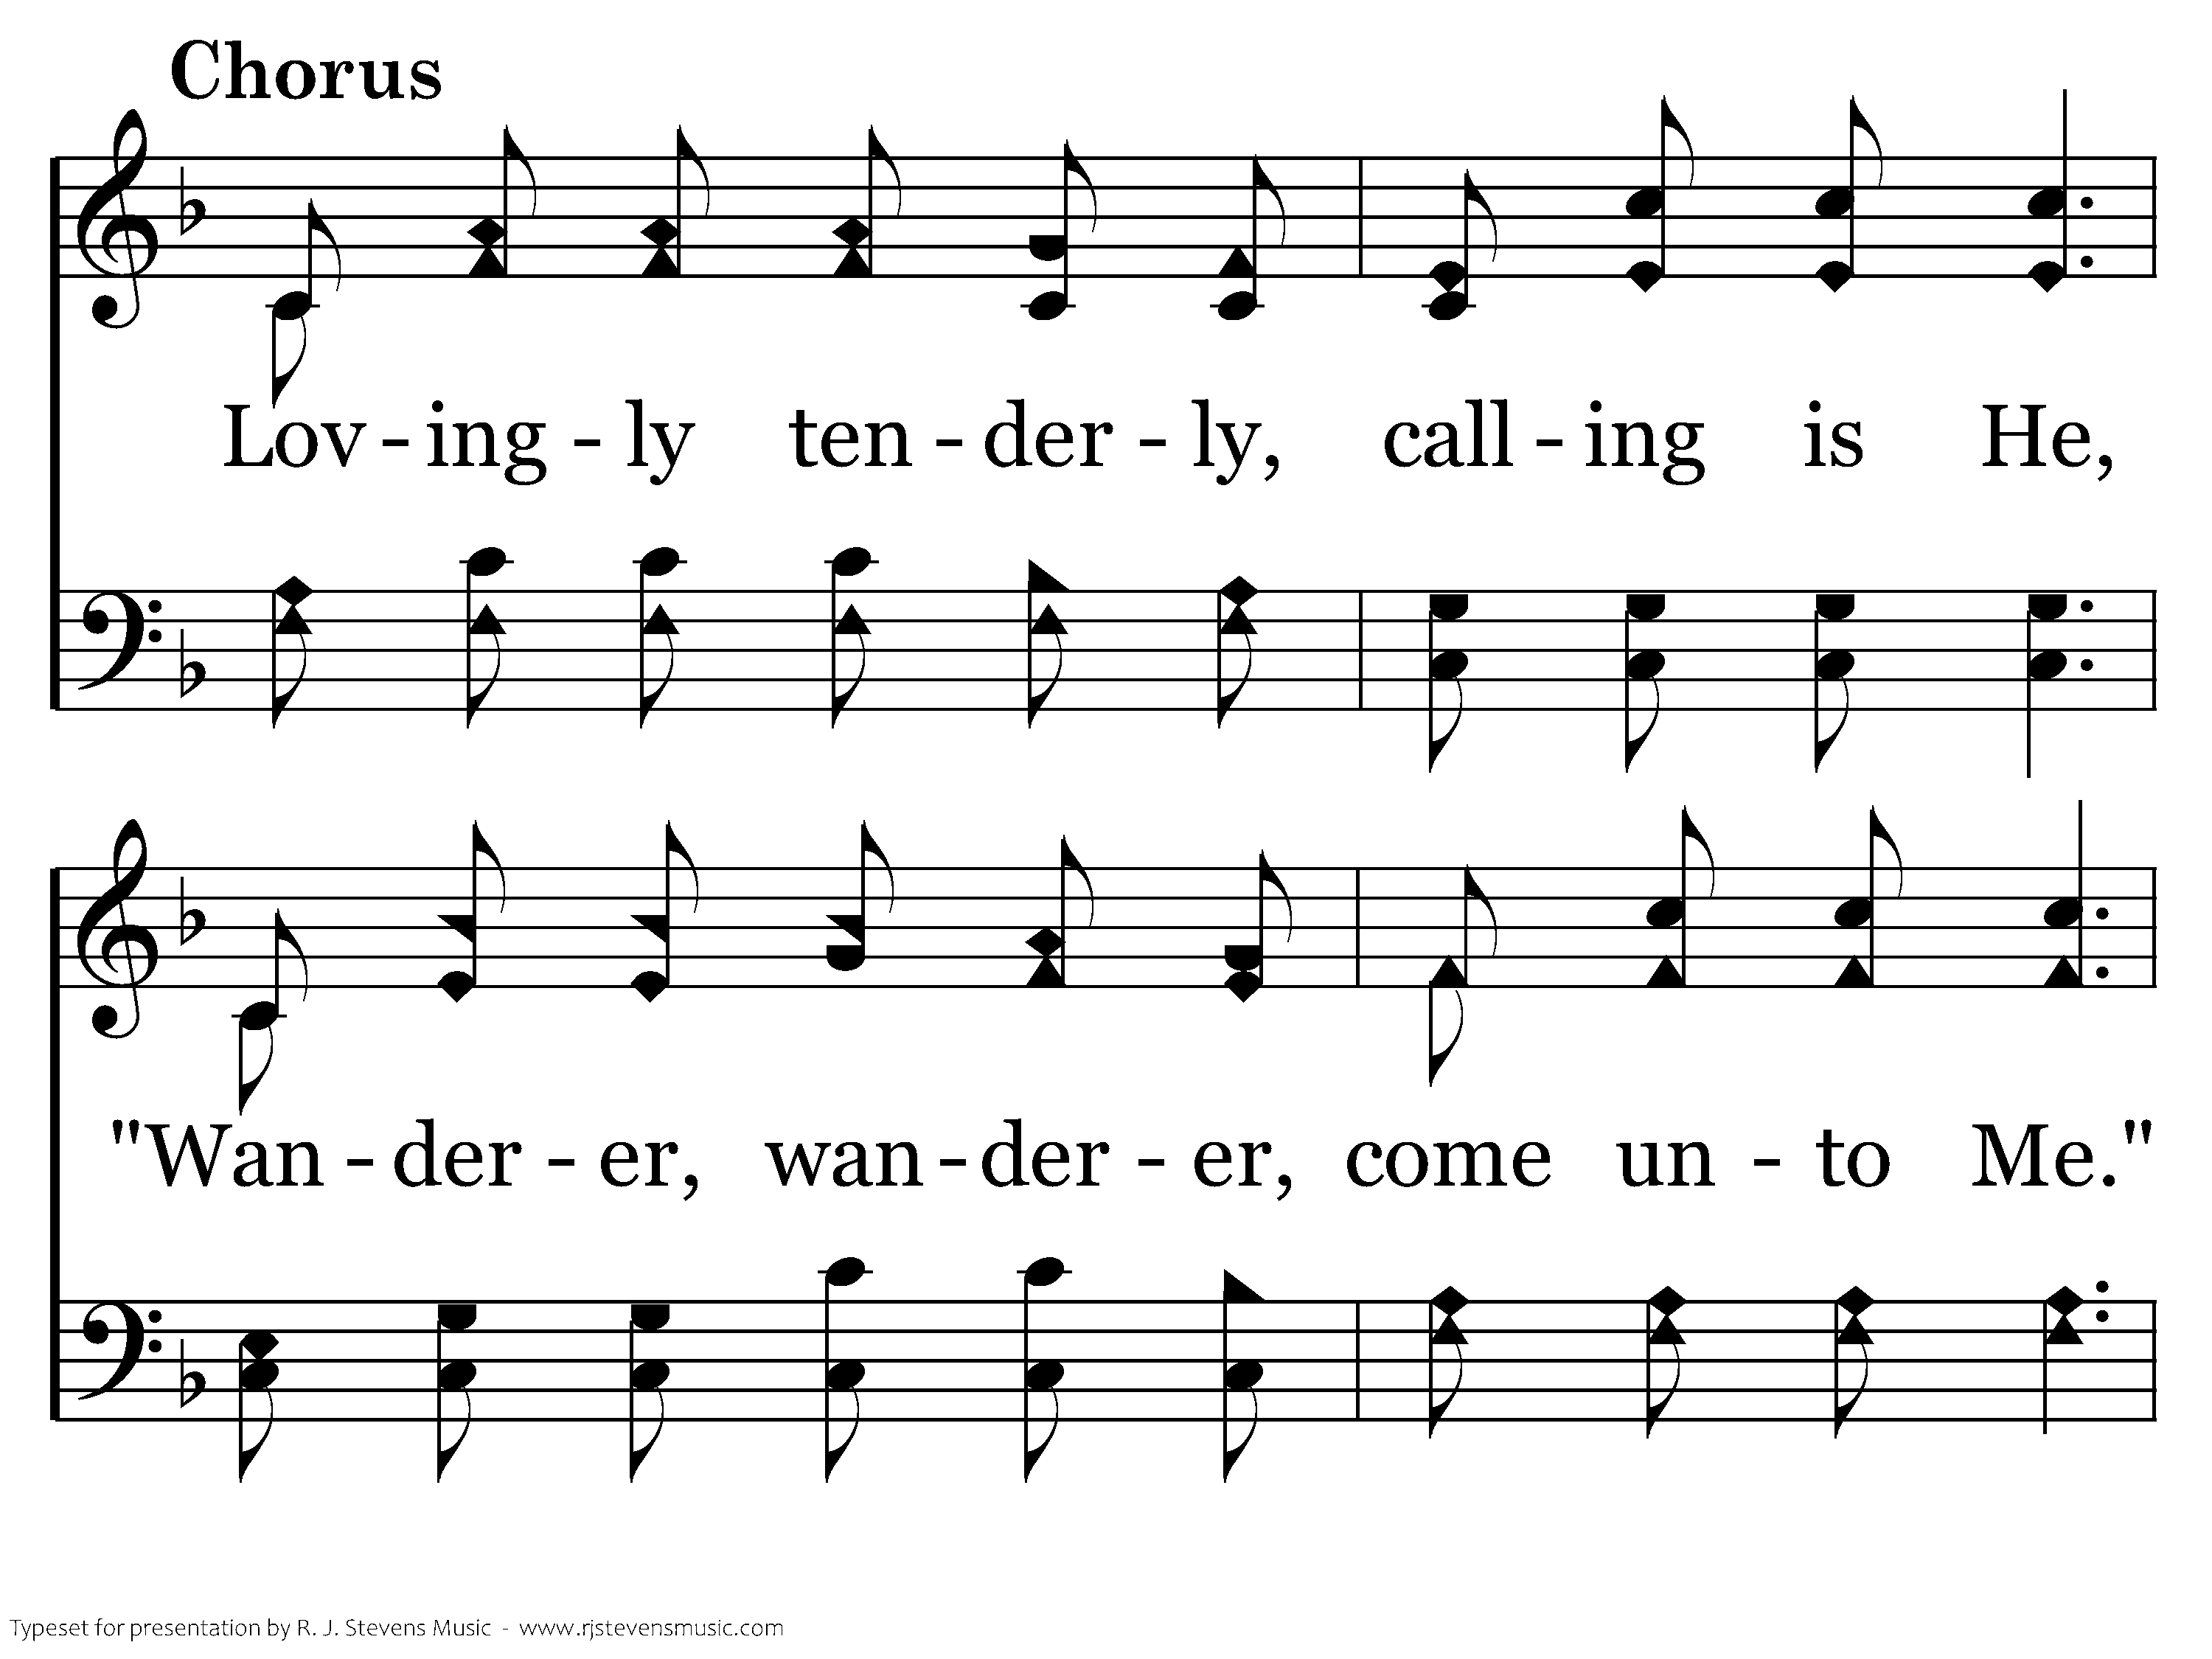 Chorus
Lov - ing - ly ten - der - ly, call - ing is He,
"Wan - der - er, wan - der - er, come un - to Me."
Typeset for presentation by R. J. Stevens Music - www.rjstevensmusic.com